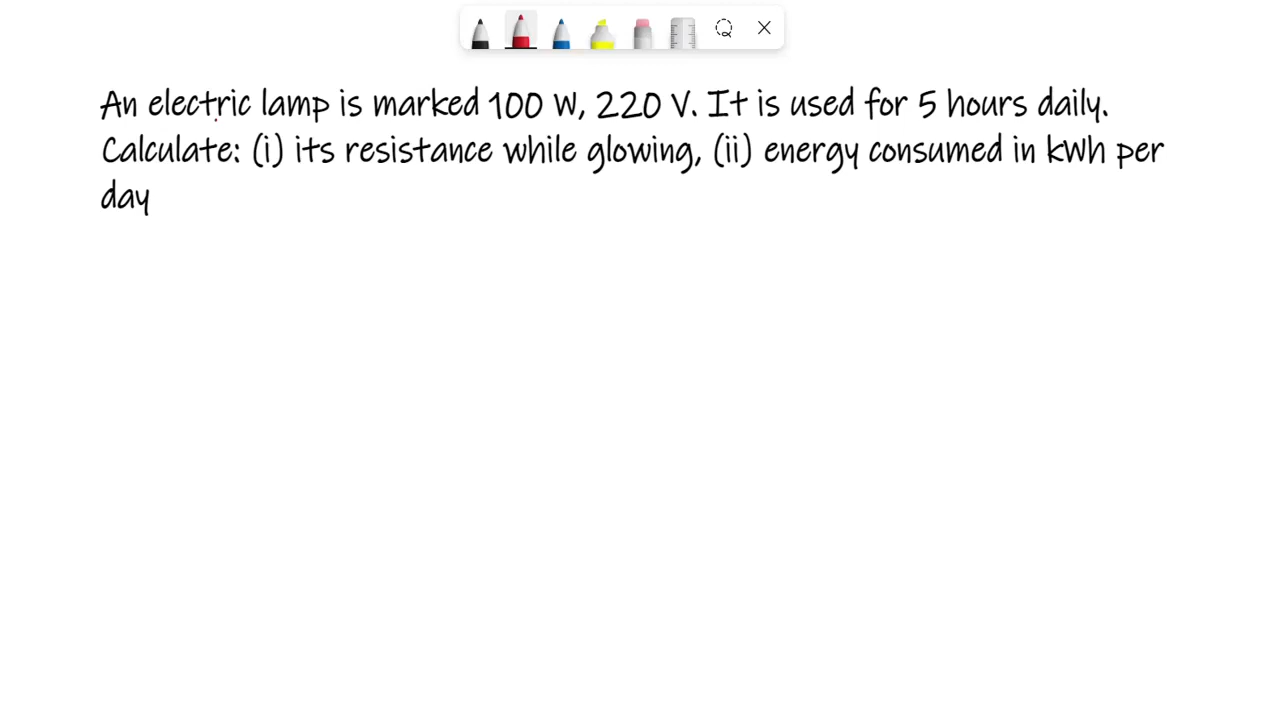 An electric lamp is marked 100 W, 220 V. It is used for 5 hours daily.
Calculate: (i) its resistance while glowing, (ii) energy consumed in kWh per
day